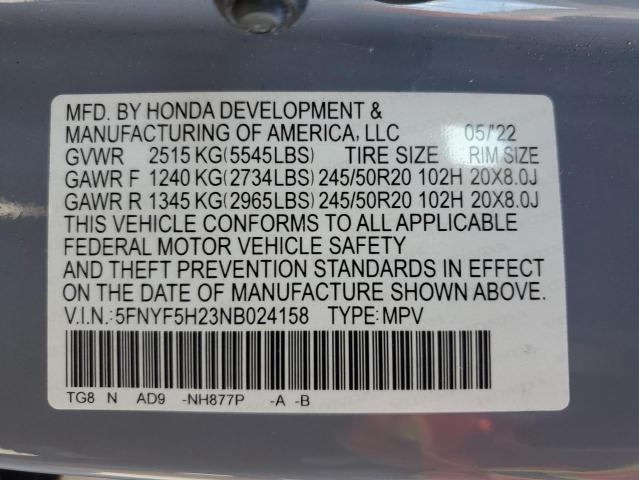 MFD. BY HONDA DEVELOPMENT &
MANUFACTURING OF AMERICA, LLC 05/'22
GVWR 2515 KG(5545LBS) TIRE SIZE RIM SIZE
GAWR F 1240 KG(2734LBS) 245/50R20 102H 20X8.0J
GAWR R 1345 KG(2965LBS) 245/50R20 102H 20X8.0J
THIS VEHICLE CONFORMS TO ALL APPLICABLE
FEDERAL MOTOR VEHICLE SAFETY
AND THEFT PREVENTION STANDARDS IN EFFECT
ON THE DATE OF MANUFACTURE SHOWN ABOVE.
V.I.N.:5FNYF5H23NB024158 TYPE:MPV
TG8 N AD9 -NH877P -A -B